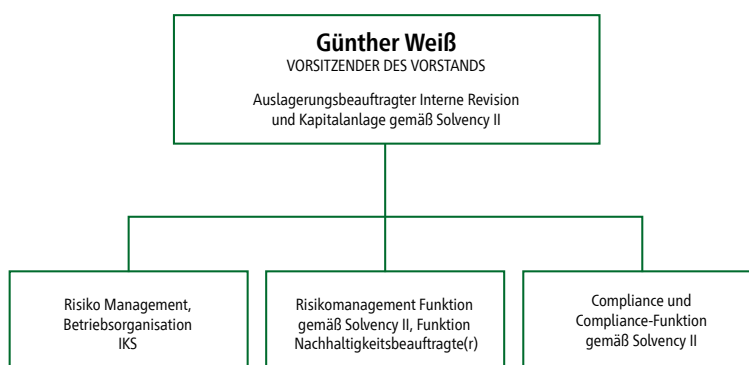 Günther Weiß
VORSITZENDER DES VORSTANDS
Auslagerungsbeauftragter Interne Revision
und Kapitalanlage gemäß Solvency II
Risiko Management,
Betriebsorganisation
IKS
Risikomanagement Funktion
gemäß Solvency II, Funktion
Nachhaltigkeitsbeauftragte(r)
Compliance und
Compliance-Funktion
gemäß Solvency II